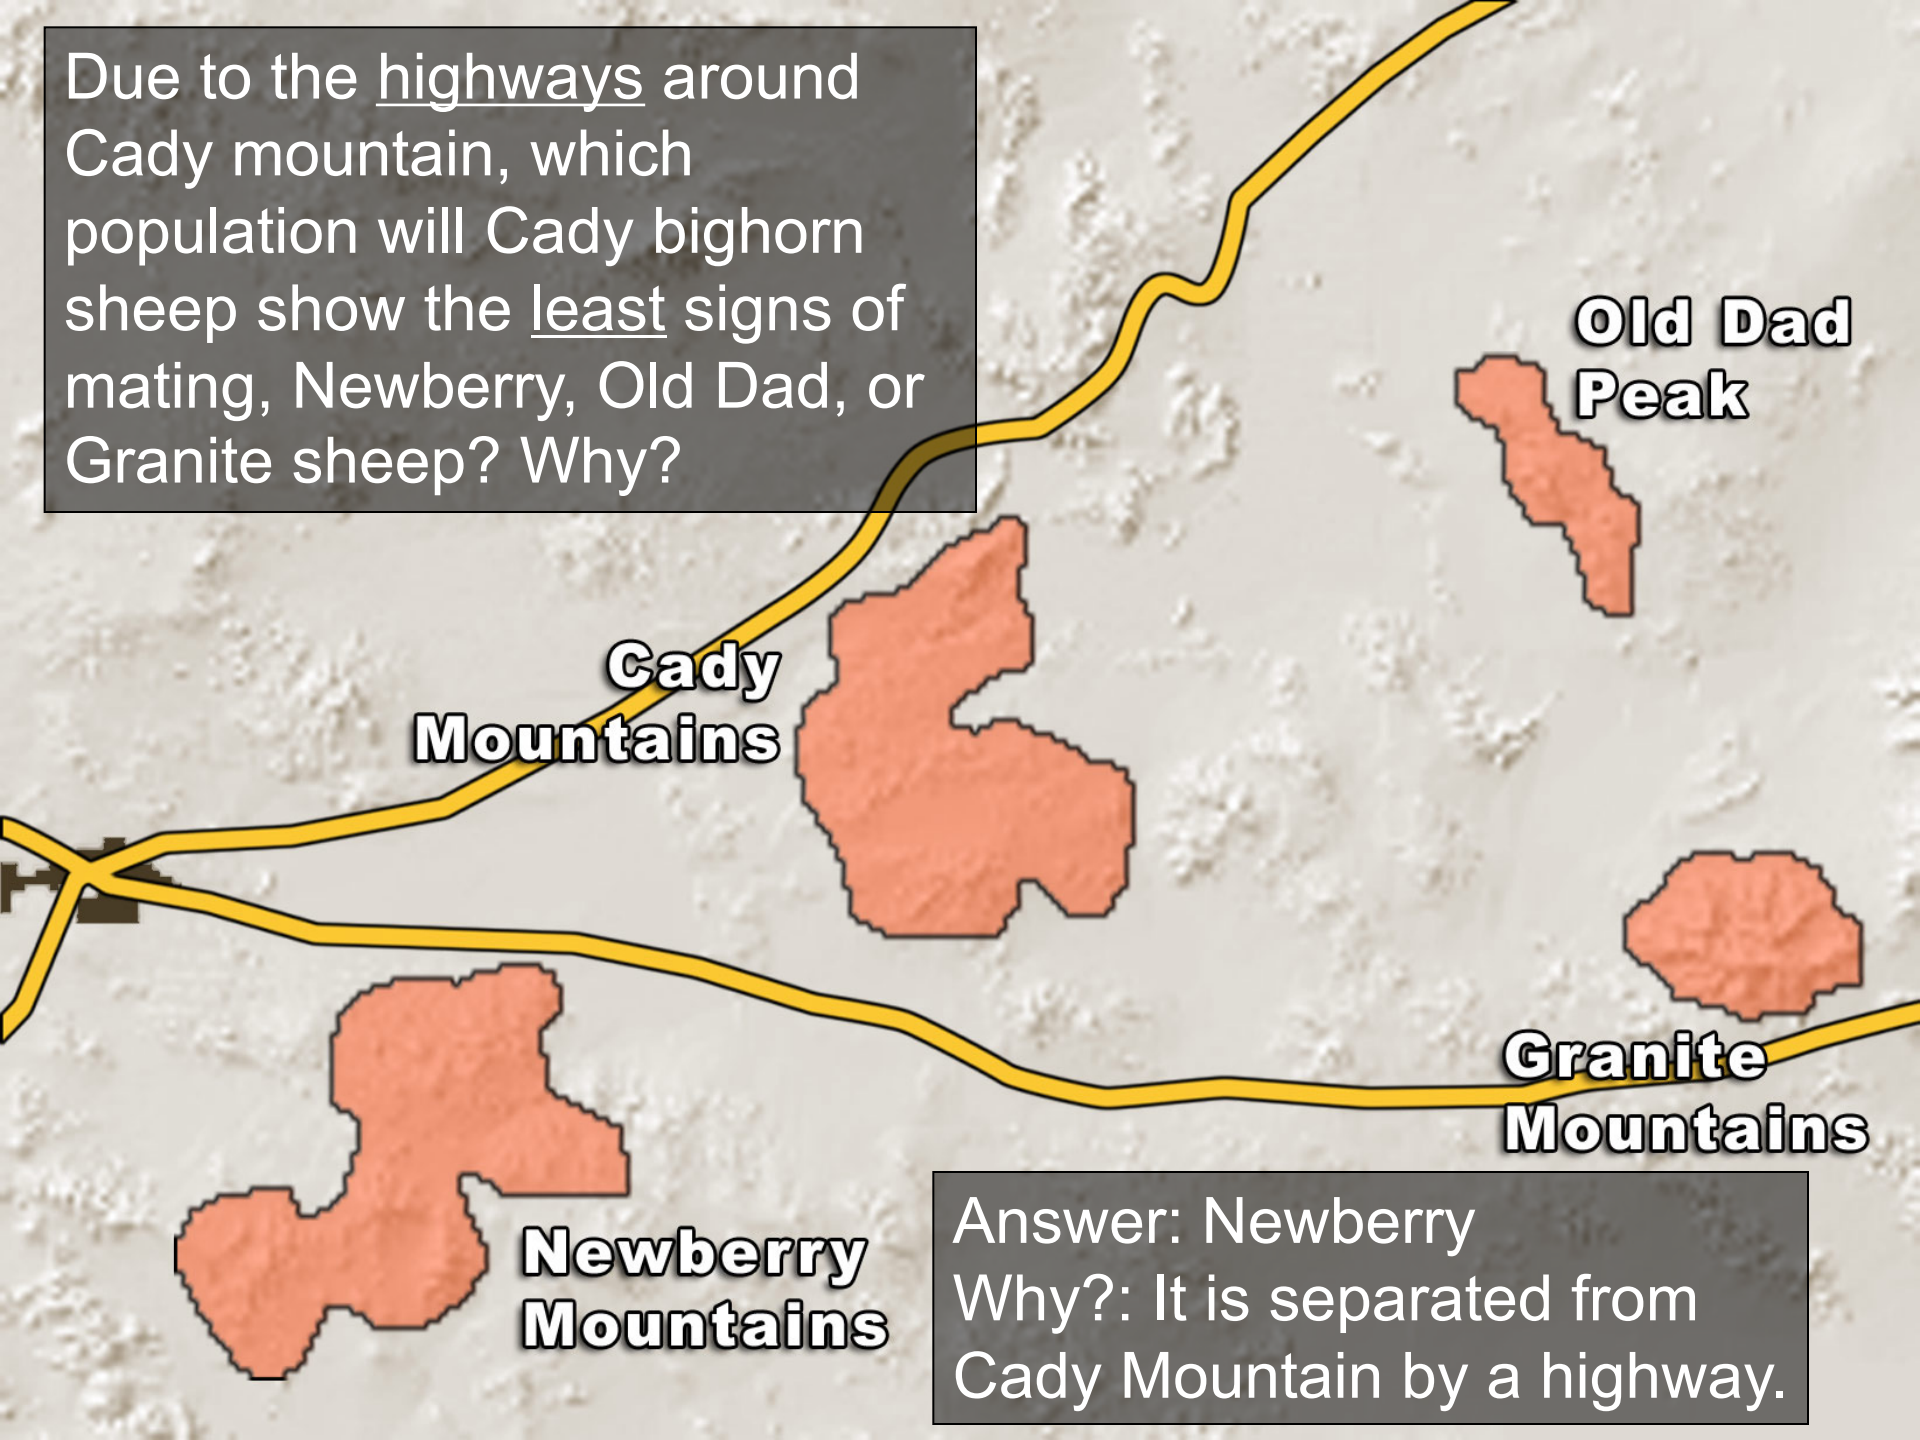 Due to the highways around
Cady mountain, which
population will Cady bighorn
sheep show the least signs of
mating, Newberry, Old Dad, or
Granite sheep? Why?
Old Dad
Peak
Cady
Mountains
Granite
Mountains
Newberry
Mountains
Answer: Newberry
Why?: It is separated from
Cady Mountain by a highway.